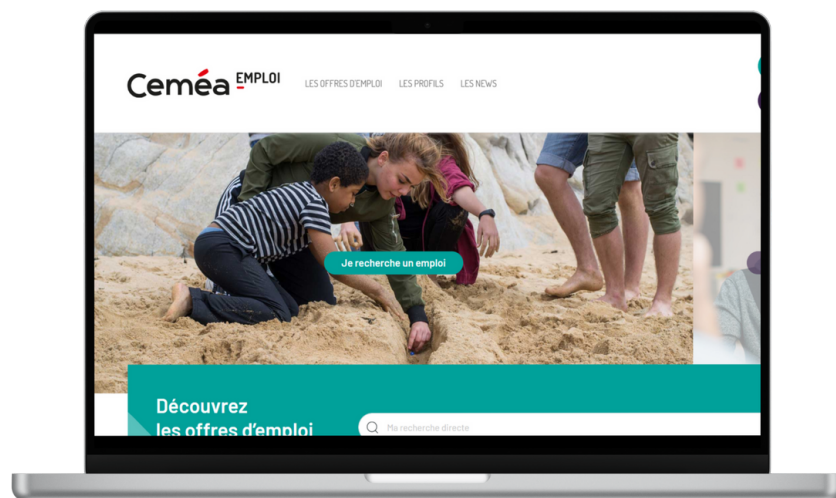 Ceméa EMPLOI
LES OFFRES D'EMPLOI LES PROFILS LES NEWS
Je recherche un emploi
Découvrez
les offres d'emploi
Ma recherche directe